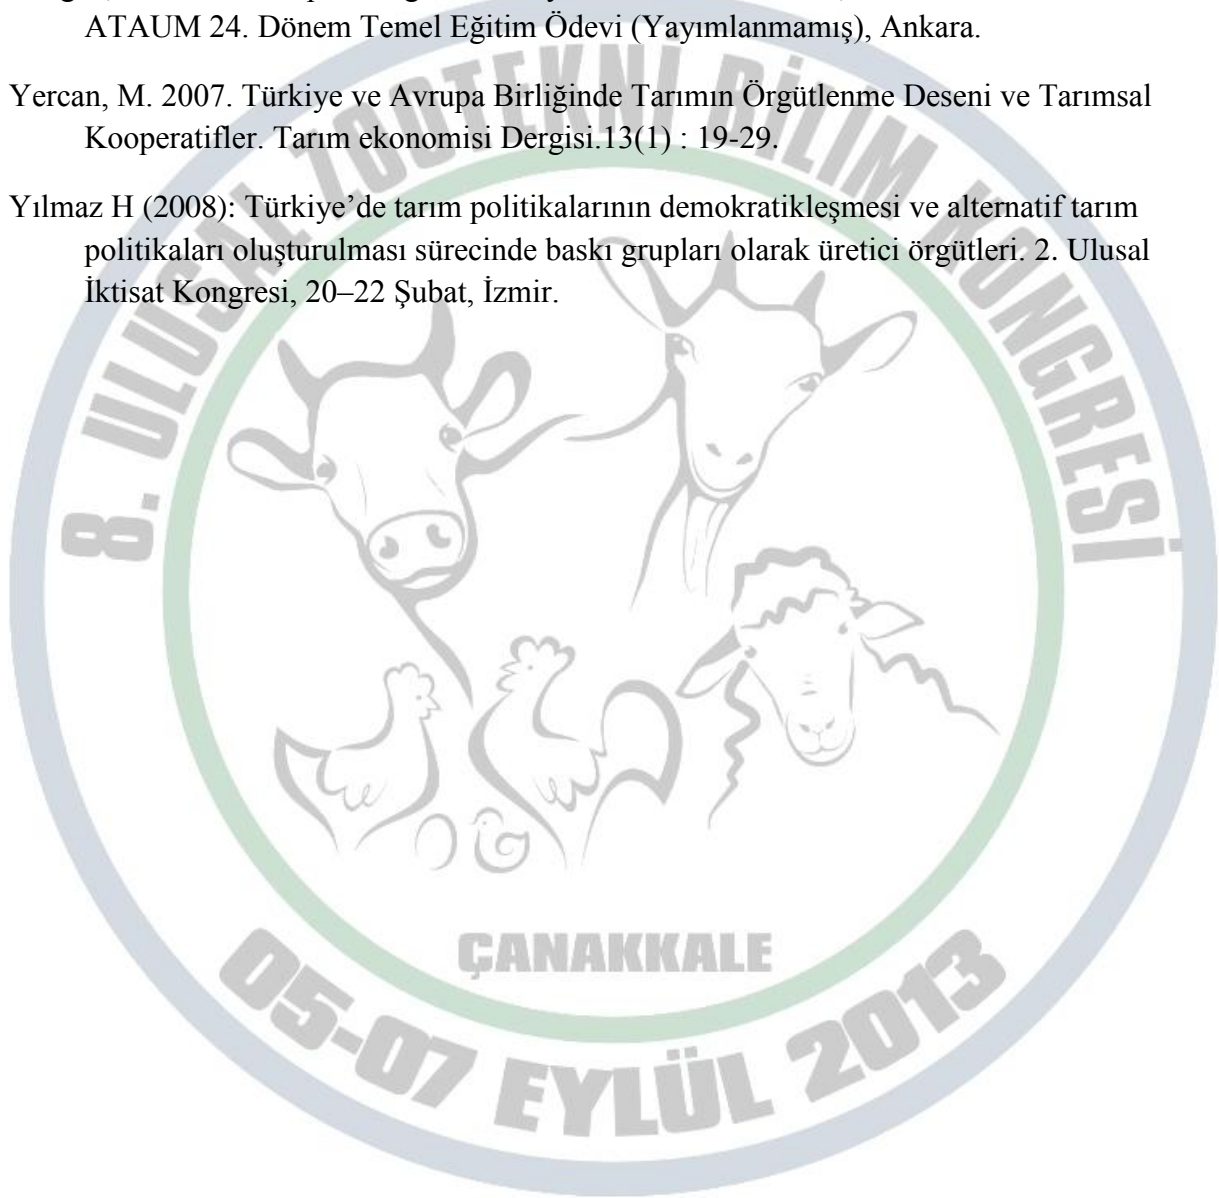 ATAUM 24. Dönem Temel Eğitim Ödevi (Yayımlanmamış), Ankara.
Yercan, M. 2007. Türkiye ve Avrupa Birliğinde Tarımın Örgütlenme Deseni ve Tarımsal
Kooperatifler. Tarım ekonomisi Dergisi.13(1) : 19-29.
Yılmaz H (2008): Türkiye’de tarım politikalarının demokratikleşmesi ve alternatif tarım
politikaları oluşturulması sürecinde baskı grupları olarak üretici örgütleri. 2. Ulusal
İktisat Kongresi, 20–22 Şubat, İzmir.
8. ULUSAL ZOOTEKNİ BİLİM KONGRESİ
ÇANAKKALE
05-07 EYLÜL 2013